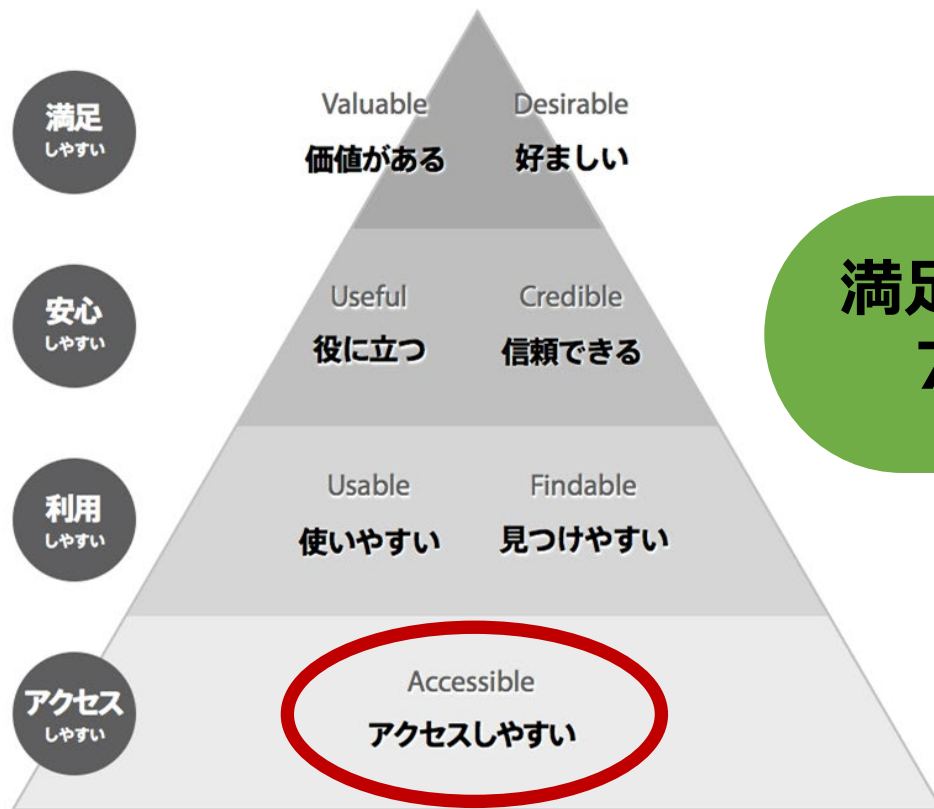 満足
しやすい
Valuable
Desirable
価値がある
好ましい
安心
しやすい
Useful
Credible
役に立つ
信頼できる
満足
利用
しやすい
Usable
Findable
使いやすい
見つけやすい
アクセス
しやすい
Accessible
アクセスしやすい